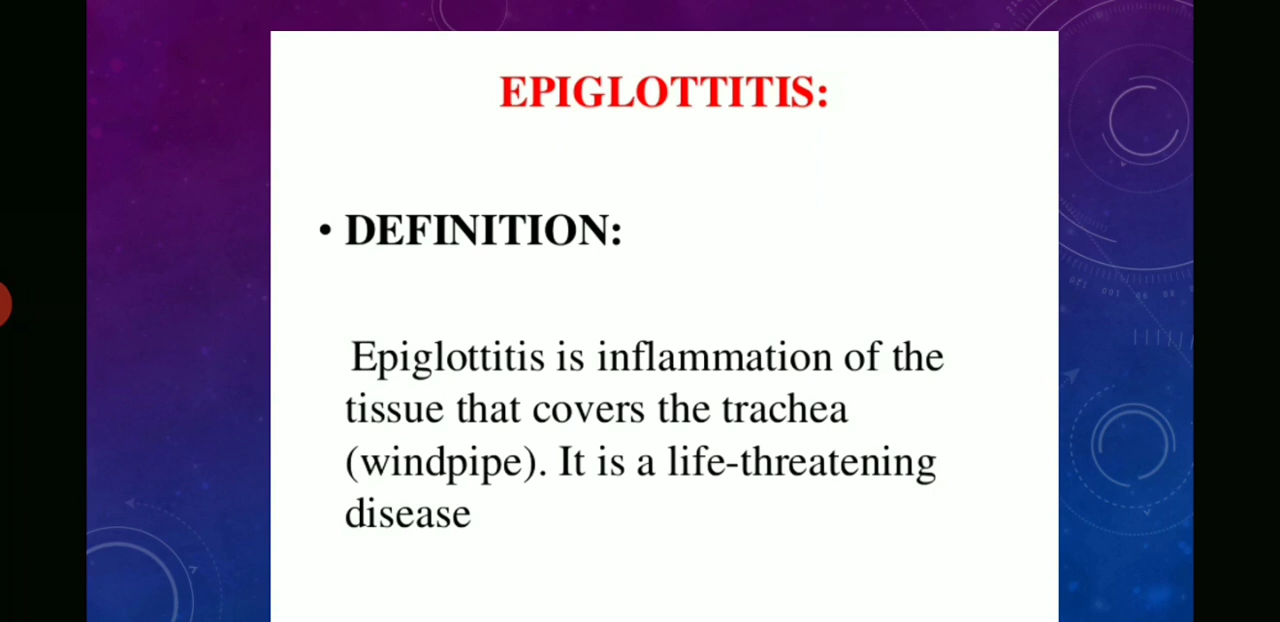 EPIGLOTTITIS:
• DEFINITION:
Epiglottitis is inflammation of the
tissue that covers the trachea
(windpipe). It is a life-threatening
disease